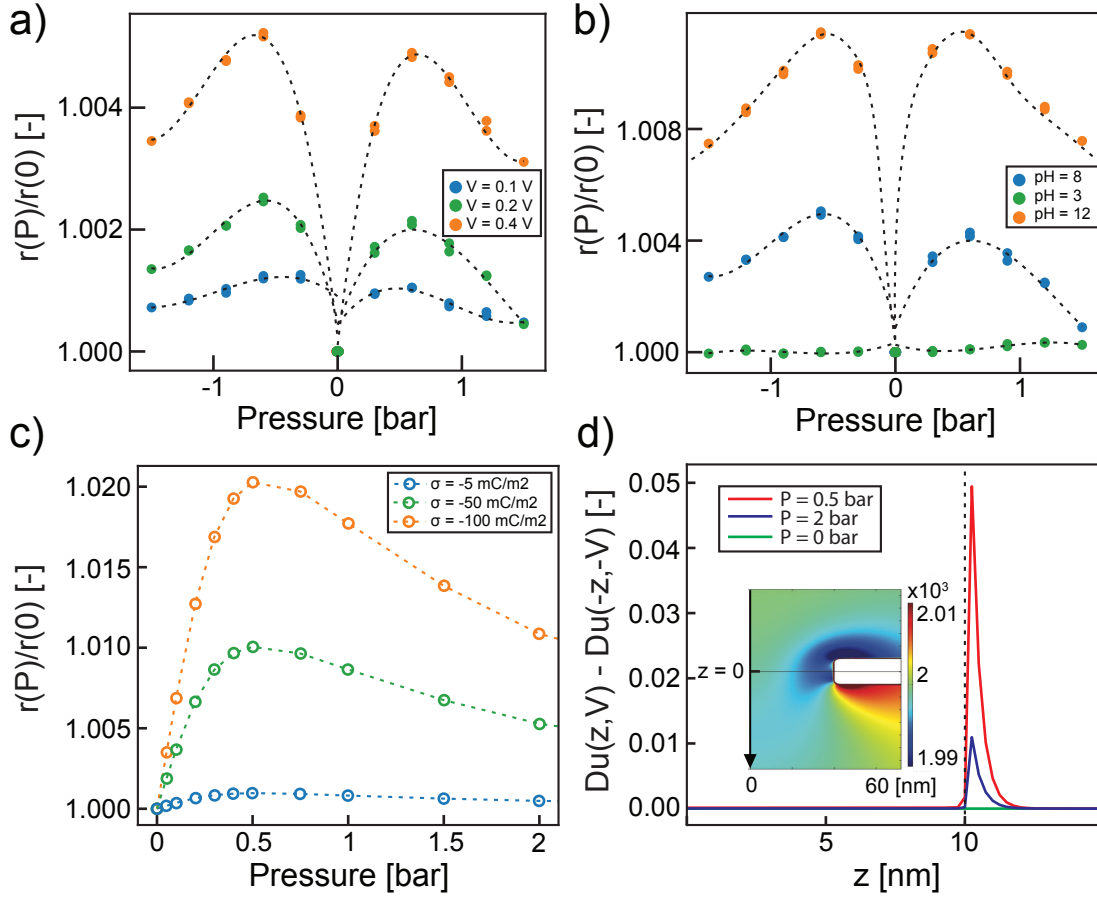 a)
r(P)/r(0) [-]
1.004
1.002
1.000
V = 0.1 V
V = 0.2 V
V = 0.4 V
-1
0
1
Pressure [bar]
b)
r(P)/r(0) [-]
1.008
1.004
1.000
pH = 8
pH = 3
pH = 12
-1
0
1
Pressure [bar]
c)
r(P)/r(0) [-]
1.020
1.015
1.010
1.005
1.000
σ = -5 mC/m2
σ = -50 mC/m2
σ = -100 mC/m2
0
0.5
1
1.5
2
Pressure [bar]
d)
Du(z,V) - Du(-z,-V) [-]
0.05
0.04
0.03
0.02
0.01
0.00
P = 0.5 bar
P = 2 bar
P = 0 bar
x10³
2.01
2
1.99
z = 0
0
60 [nm]
5
10
z [nm]